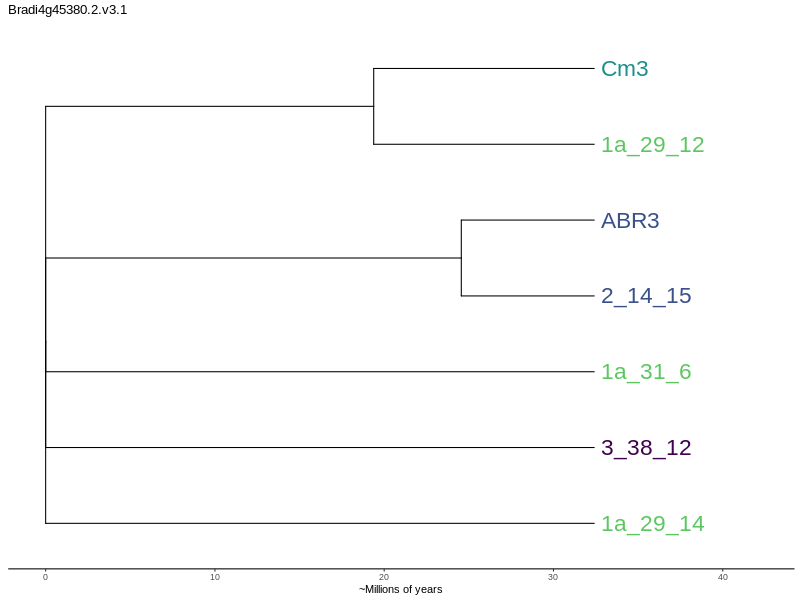 Bradi4g45380.2.v3.1
Cm3
1a_29_12
ABR3
2_14_15
1a_31_6
3_38_12
1a_29_14
0 10 20 30 40
~Millions of years